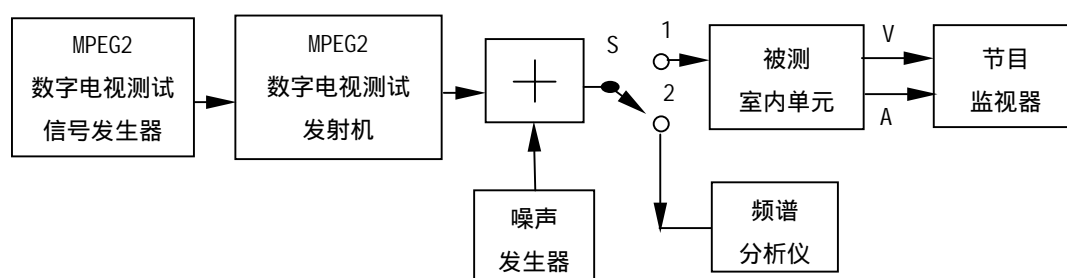 MPEG2
数字电视测试
信号发生器
MPEG2
数字电视测试
发射机
S
1
2
被测
室内单元
V
A
节目
监视器
噪声
发生器
频谱
分析仪